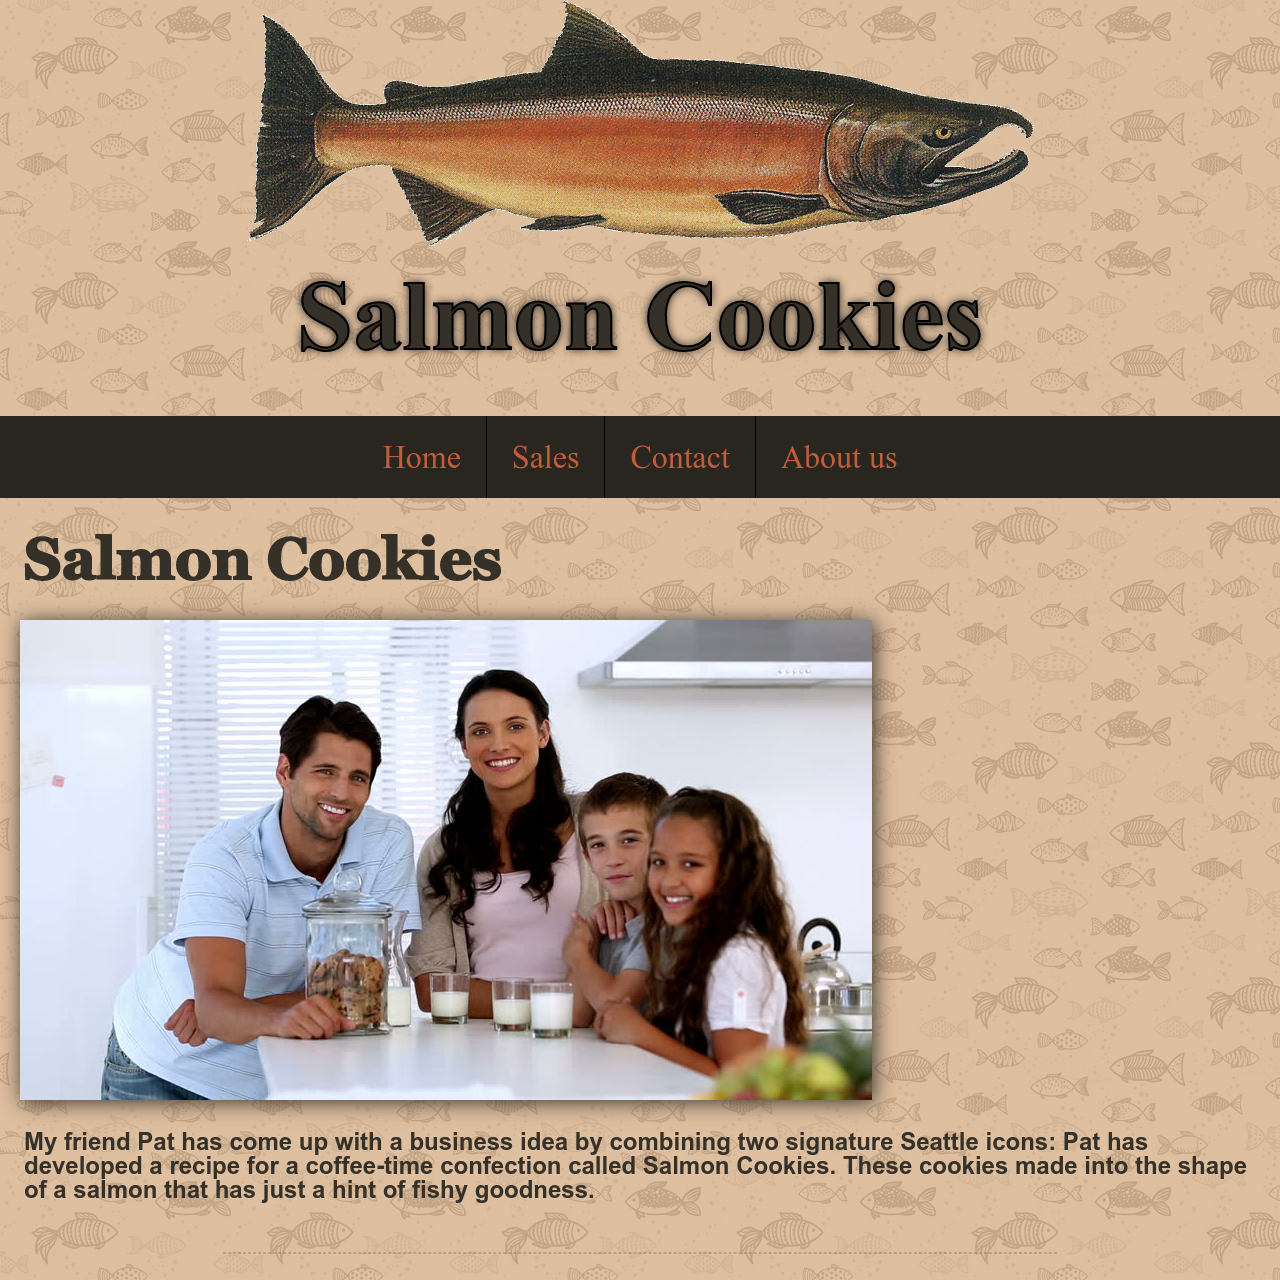 Salmon Cookies
Home Sales Contact About us
Salmon Cookies
My friend Pat has come up with a business idea by combining two signature Seattle icons: Pat has
developed a recipe for a coffee-time confection called Salmon Cookies. These cookies made into the shape
of a salmon that has just a hint of fishy goodness.